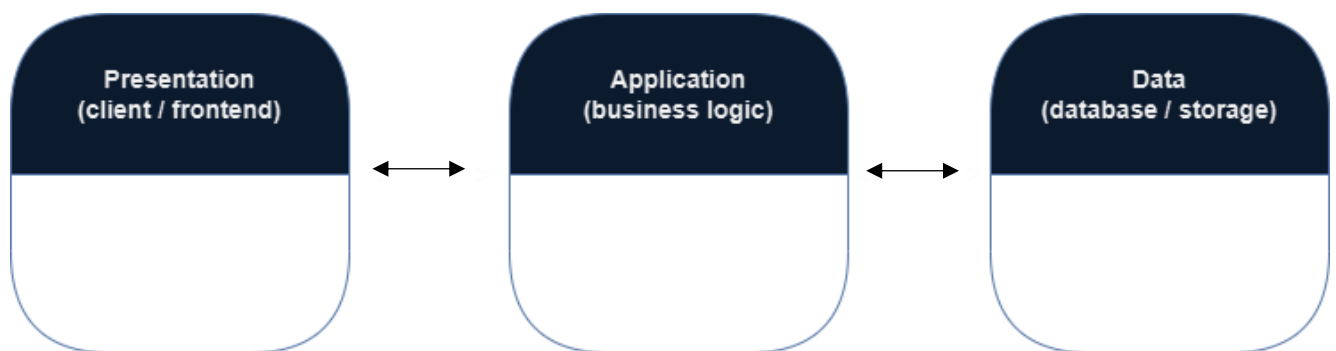 Presentation
(client / frontend)
Application
(business logic)
Data
(database / storage)